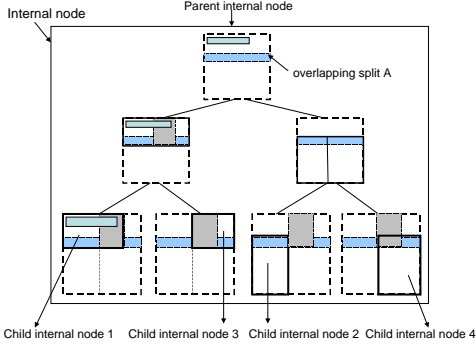 Parent internal node
Internal node
overlapping split A
Child internal node 1
Child internal node 3
Child internal node 2
Child internal node 4